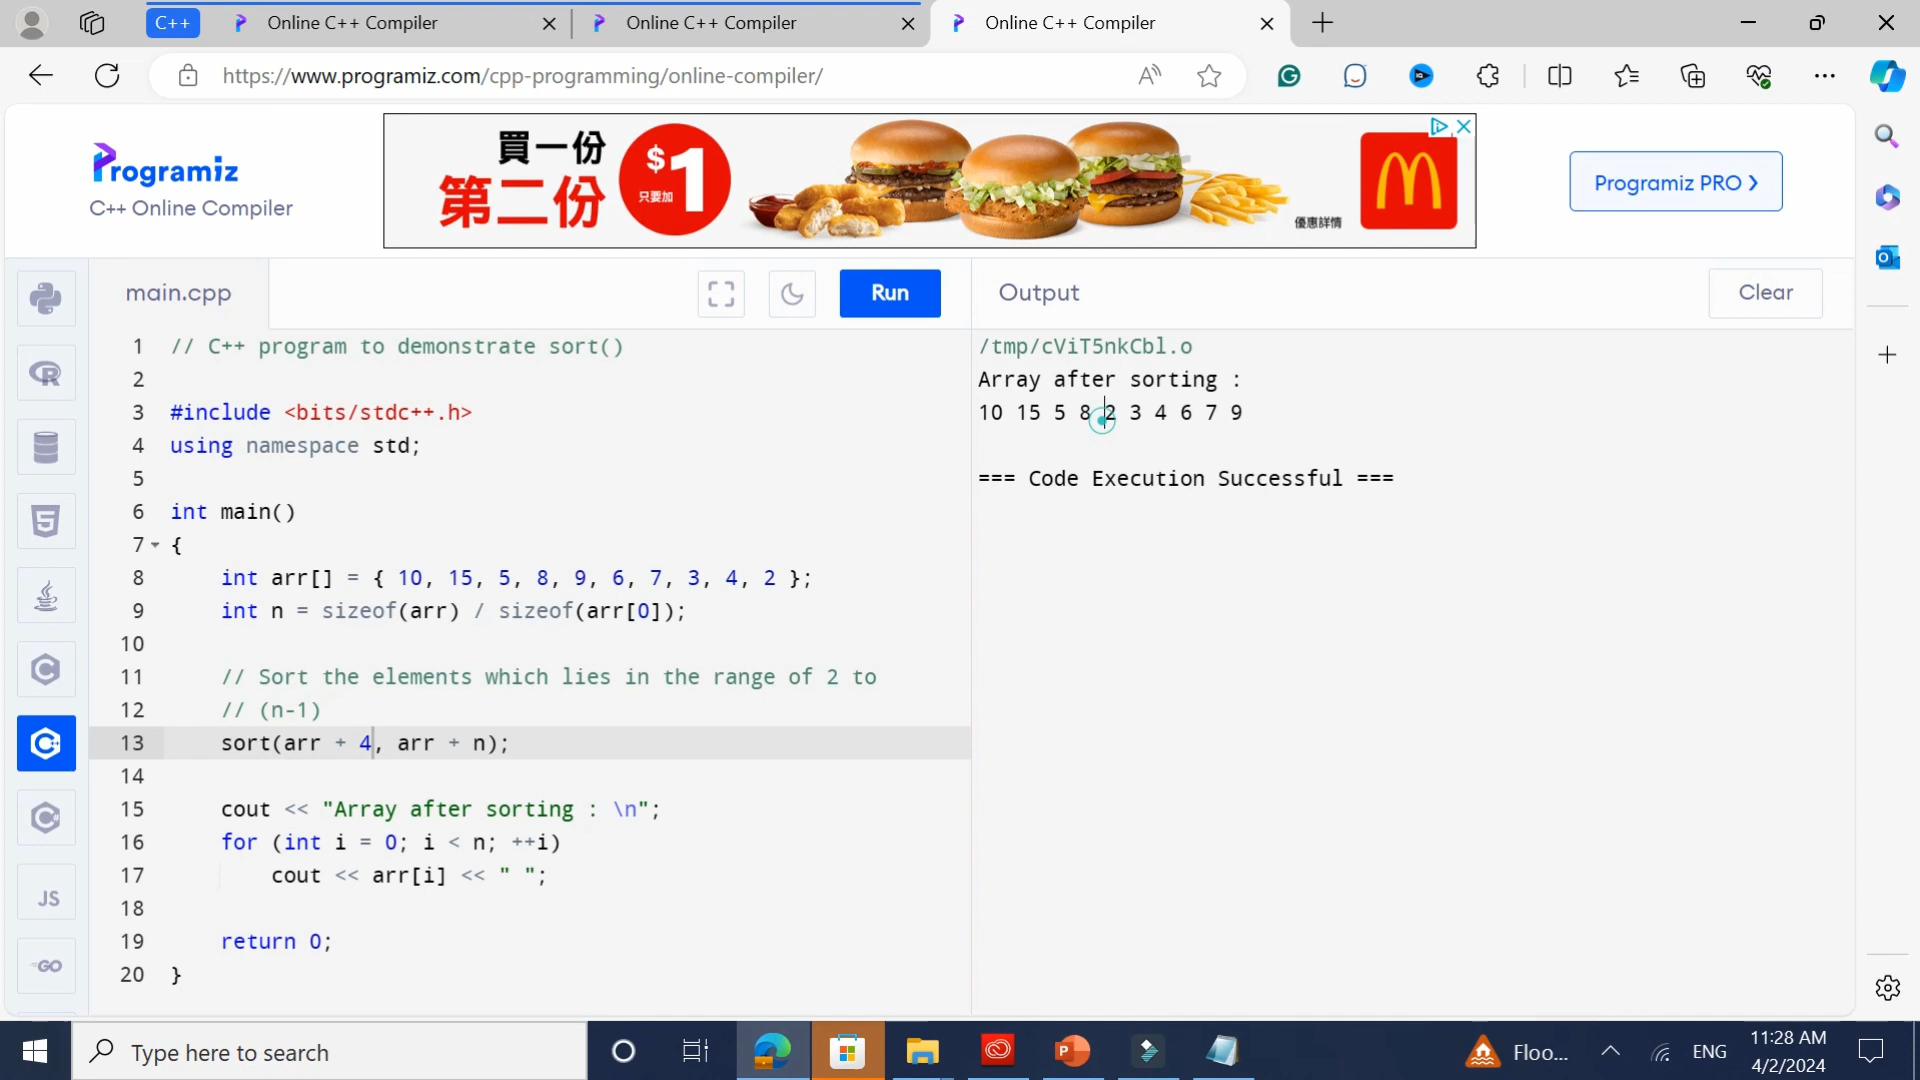 C++
Online C++ Compiler
Online C++ Compiler
Online C++ Compiler
https://www.programiz.com/cpp-programming/online-compiler/
Programiz
C++ Online Compiler
買一份
第二份
$1
只要加
優惠詳情
Programiz PRO ❯
main.cpp
Run
Output
Clear
1 // C++ program to demonstrate sort()
2
3 #include <bits/stdc++.h>
4 using namespace std;
5
6 int main()
7 {
8 int arr[] = { 10, 15, 5, 8, 9, 6, 7, 3, 4, 2 };
9 int n = sizeof(arr) / sizeof(arr[0]);
10
11 // Sort the elements which lies in the range of 2 to
12 // (n-1)
13 sort(arr + 4, arr + n);
14
15 cout << "Array after sorting : \n";
16 for (int i = 0; i < n; ++i)
17 cout << arr[i] << " ";
18
19 return 0;
20 }
/tmp/cViT5nkCbl.o
Array after sorting :
10 15 5 8 2 3 4 6 7 9
=== Code Execution Successful ===
JS
GO
Type here to search
Floo...
ENG
11:28 AM
4/2/2024